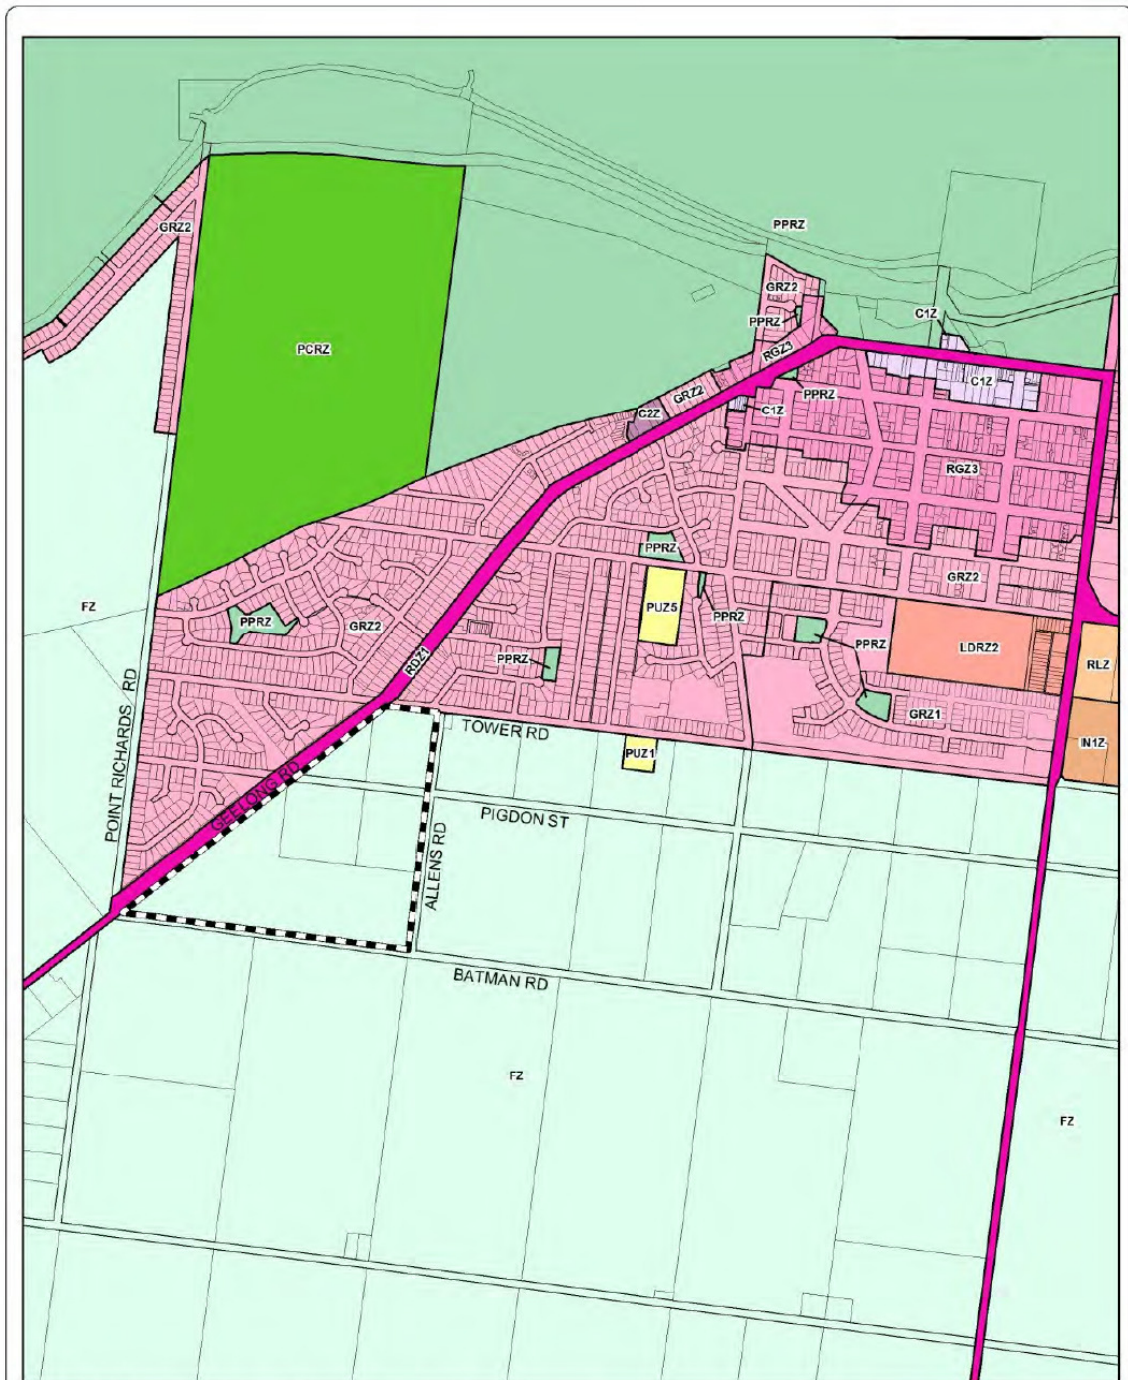 PPRZ
GRZ2
GRZ2
C1Z
PPRZ
PCRZ
RGZ3
C1Z
GRZ2
PPRZ
C2Z
C1Z
RGZ3
PPRZ
GRZ2
FZ
PUZ5
PPRZ
PPRZ
GRZ2
PPRZ
LDRZ2
RDZ1
PPRZ
RLZ
POINT RICHARDS RD
GRZ1
TOWER RD
IN1Z
PUZ1
GEELONG RD
PIGDON ST
ALLENS RD
BATMAN RD
FZ
FZ